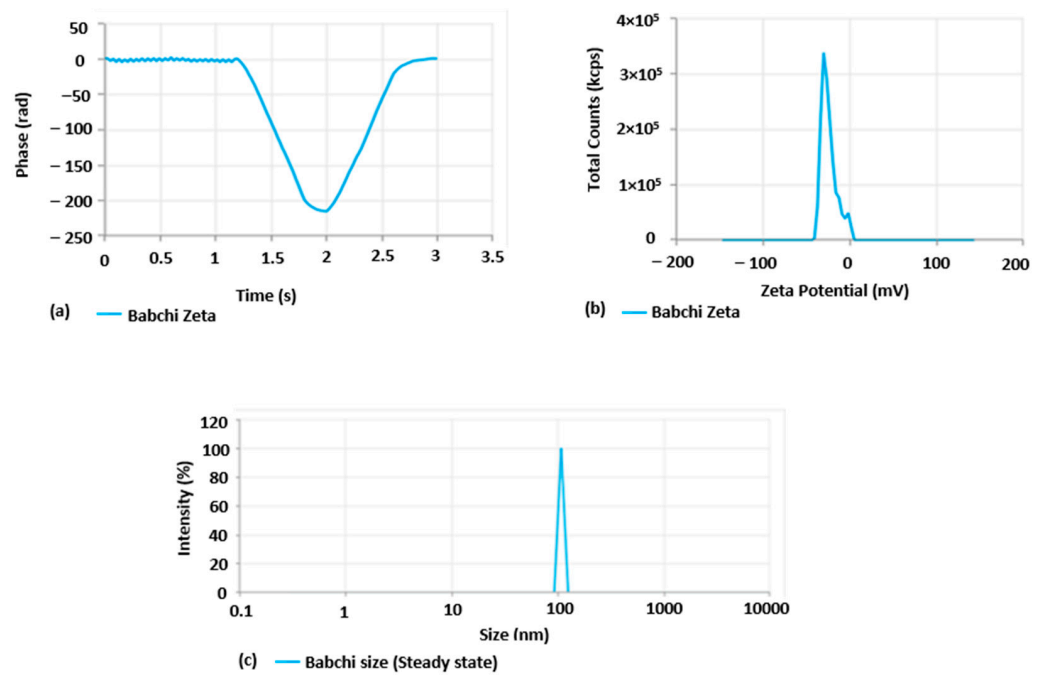 50
0
−50
−100
−150
−200
−250
Phase (rad)
0 0.5 1 1.5 2 2.5 3 3.5
Time (s)
(a) Babchi Zeta
4×10⁵
3×10⁵
2×10⁵
1×10⁵
0
Total Counts (kcps)
−200 −100 0 100 200
Zeta Potential (mV)
(b) Babchi Zeta
120
100
80
60
40
20
0
Intensity (%)
0.1 1 10 100 1000 10000
Size (nm)
(c) Babchi size (Steady state)